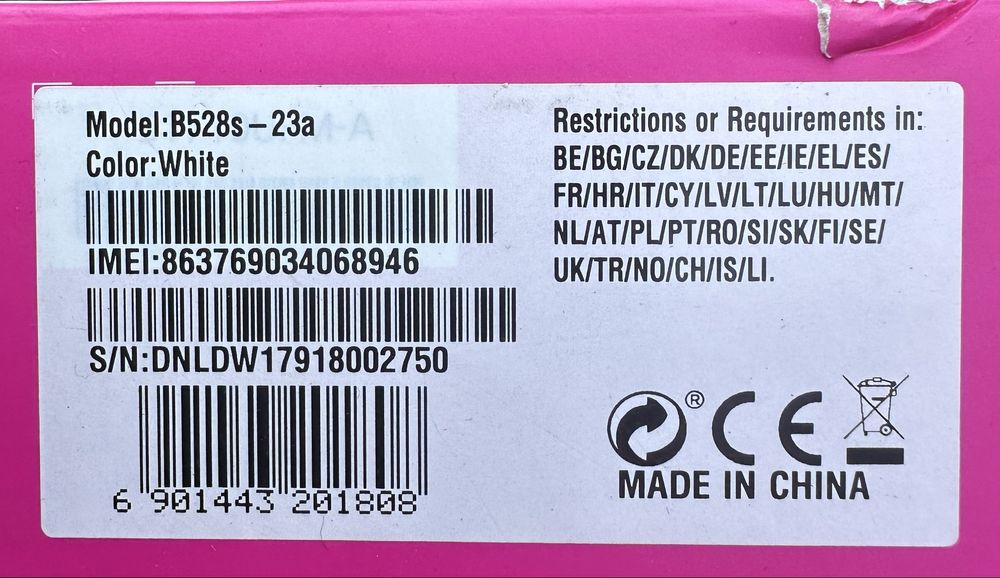 Model:B528s – 23a
Color:White
IMEI:863769034068946
S/N:DNLDW17918002750
6 901443 201808
Restrictions or Requirements in:
BE/BG/CZ/DK/DE/EE/IE/EL/ES/
FR/HR/IT/CY/LV/LT/LU/HU/MT/
NL/AT/PL/PT/RO/SI/SK/FI/SE/
UK/TR/NO/CH/IS/LI.
® CE
MADE IN CHINA